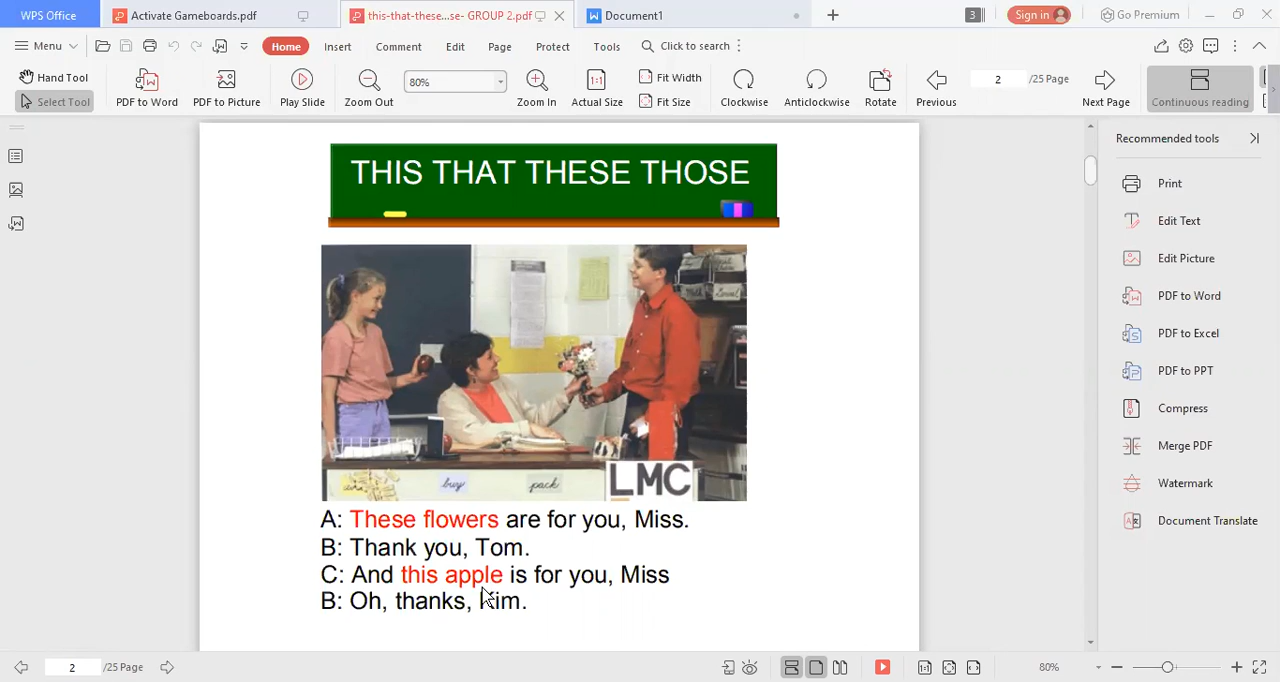 WPS Office
Activate Gameboards.pdf
this-that-these...se- GROUP 2.pdf
Document1
3
Sign in
Go Premium
Menu
Home
Insert
Comment
Edit
Page
Protect
Tools
Click to search
Hand Tool
Select Tool
PDF to Word
PDF to Picture
Play Slide
80%
Zoom Out
Zoom In
1:1
Actual Size
Fit Width
Fit Size
Clockwise
Anticlockwise
Rotate
Previous
2
/25 Page
Next Page
Continuous reading
THIS THAT THESE THOSE
buy
pack
LMC
A: These flowers are for you, Miss.
B: Thank you, Tom.
C: And this apple is for you, Miss
B: Oh, thanks, Kim.
Recommended tools
Print
Edit Text
Edit Picture
PDF to Word
PDF to Excel
PDF to PPT
Compress
Merge PDF
Watermark
Document Translate
2
/25 Page
80%